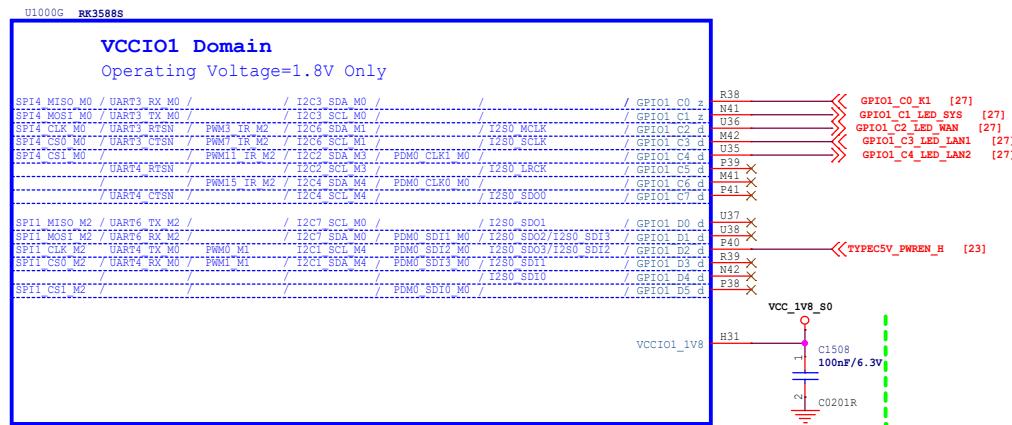 U1000G RK3588S
VCCIO1 Domain
Operating Voltage=1.8V Only
SPI4_MISO_M0 / UART3_RX_M0 / / I2C3_SDA_M0 / / / GPIO1_C0_z R38 GPIO1_C0_K1 [27]
SPI4_MOSI_M0 / UART3_TX_M0 / / I2C3_SCL_M0 / / / GPIO1_C1_z N41 GPIO1_C1_LED_SYS [27]
SPI4_CLK_M0 / UART3_RTSN / PWM3_IR_M2 / I2C6_SDA_M1 / / I2S0_MCLK / GPIO1_C2_d U36 GPIO1_C2_LED_WAN [27]
SPI4_CS0_M0 / UART3_CTSN / PWM7_IR_M2 / I2C6_SCL_M1 / / I2S0_SCLK / GPIO1_C3_d M42 GPIO1_C3_LED_LAN1 [27]
SPI4_CS1_M0 / / PWM11_IR_M2 / I2C2_SDA_M3 / PDM0_CLK1_M0 / / GPIO1_C4_d U35 GPIO1_C4_LED_LAN2 [27]
/ UART4_RTSN / / I2C2_SCL_M3 / / I2S0_LRCK / GPIO1_C5_d P39
/ / PWM15_IR_M2 / I2C4_SDA_M4 / PDM0_CLK0_M0 / / GPIO1_C6_d M41
/ UART4_CTSN / / I2C4_SCL_M4 / / I2S0_SDO0 / GPIO1_C7_d P41
SPI1_MISO_M2 / UART6_TX_M2 / / I2C7_SCL_M0 / / I2S0_SDO1 / GPIO1_D0_d U37
SPI1_MOSI_M2 / UART6_RX_M2 / / I2C7_SDA_M0 / PDM0_SDI1_M0 / I2S0_SDO2/I2S0_SDI3 / GPIO1_D1_d U38
SPI1_CLK_M2 / UART4_TX_M0 / PWM0_M1 / I2C1_SCL_M4 / PDM0_SDI2_M0 / I2S0_SDO3/I2S0_SDI2 / GPIO1_D2_d P40 TYPEC5V_PWREN_H [23]
SPI1_CS0_M2 / UART4_RX_M0 / PWM1_M1 / I2C1_SDA_M4 / PDM0_SDI3_M0 / I2S0_SDI1 / GPIO1_D3_d R39
/ / / / / I2S0_SDI0 / GPIO1_D4_d N42
SPI1_CS1_M2 / / / / PDM0_SDI0_M0 / / GPIO1_D5_d P38
VCC_1V8_S0
VCCIO1_1V8 H31
1
C1508
100nF/6.3V
2
C0201R